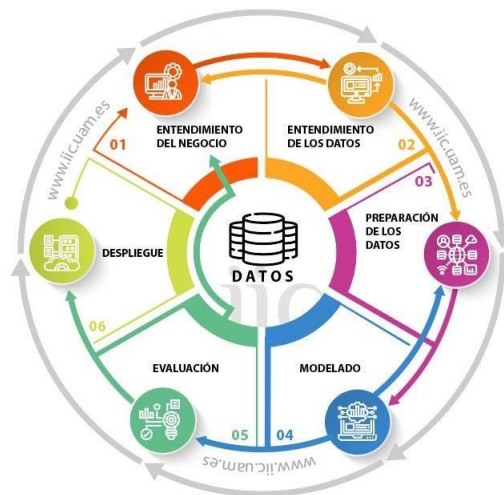 www.iic.uam.es
www.iic.uam.es
01
ENTENDIMIENTO
DEL NEGOCIO
ENTENDIMIENTO
DE LOS DATOS
02
03
PREPARACIÓN
DE LOS
DATOS
DATOS
iic
DESPLIEGUE
06
EVALUACIÓN
MODELADO
05
04
www.iic.uam.es